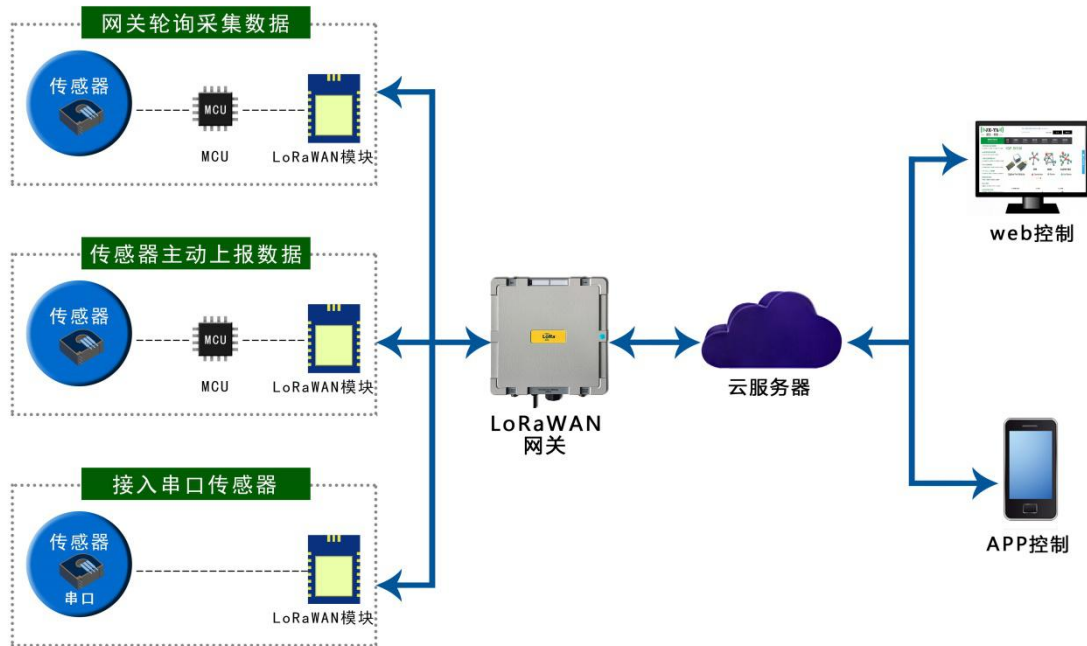 网关轮询采集数据
传感器
MCU
MCU
LoRaWAN模块
传感器主动上报数据
传感器
MCU
MCU
LoRaWAN模块
接入串口传感器
传感器
串口
LoRaWAN模块
LoRa
LoRaWAN
网关
云服务器
web控制
APP控制